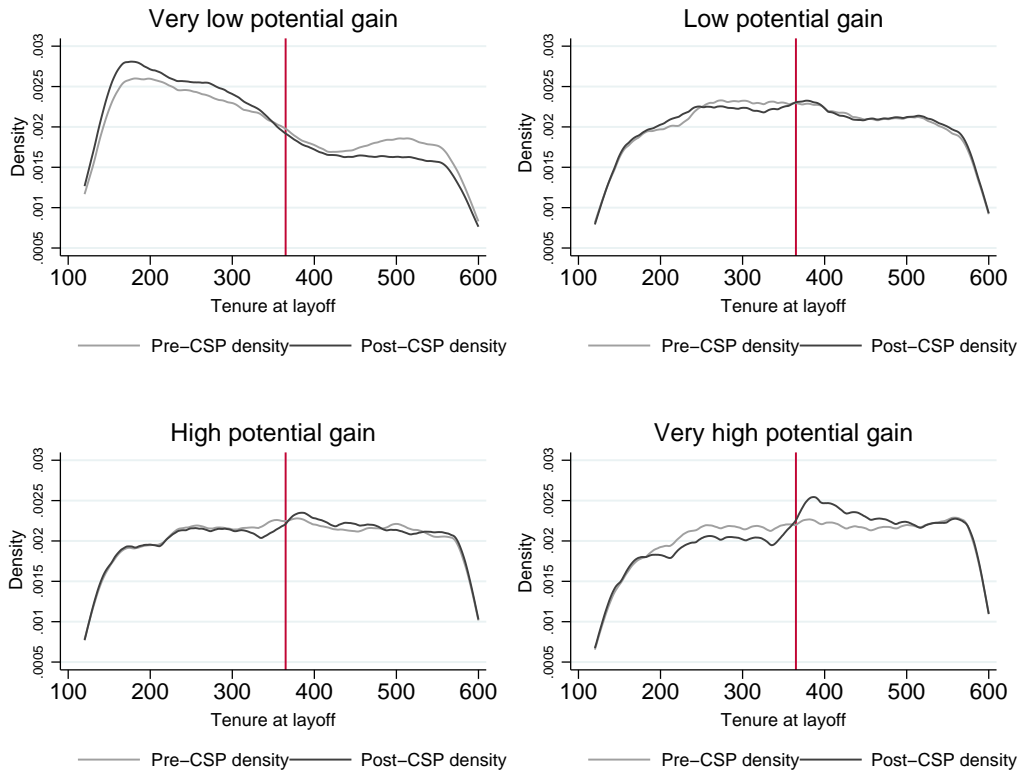 Very low potential gain
.003
.0025
.002
.0015
.001
.0005
Density
100 200 300 400 500 600
Tenure at layoff
Pre−CSP density Post−CSP density
Low potential gain
.003
.0025
.002
.0015
.001
.0005
Density
100 200 300 400 500 600
Tenure at layoff
Pre−CSP density Post−CSP density
High potential gain
.003
.0025
.002
.0015
.001
.0005
Density
100 200 300 400 500 600
Tenure at layoff
Pre−CSP density Post−CSP density
Very high potential gain
.003
.0025
.002
.0015
.001
.0005
Density
100 200 300 400 500 600
Tenure at layoff
Pre−CSP density Post−CSP density